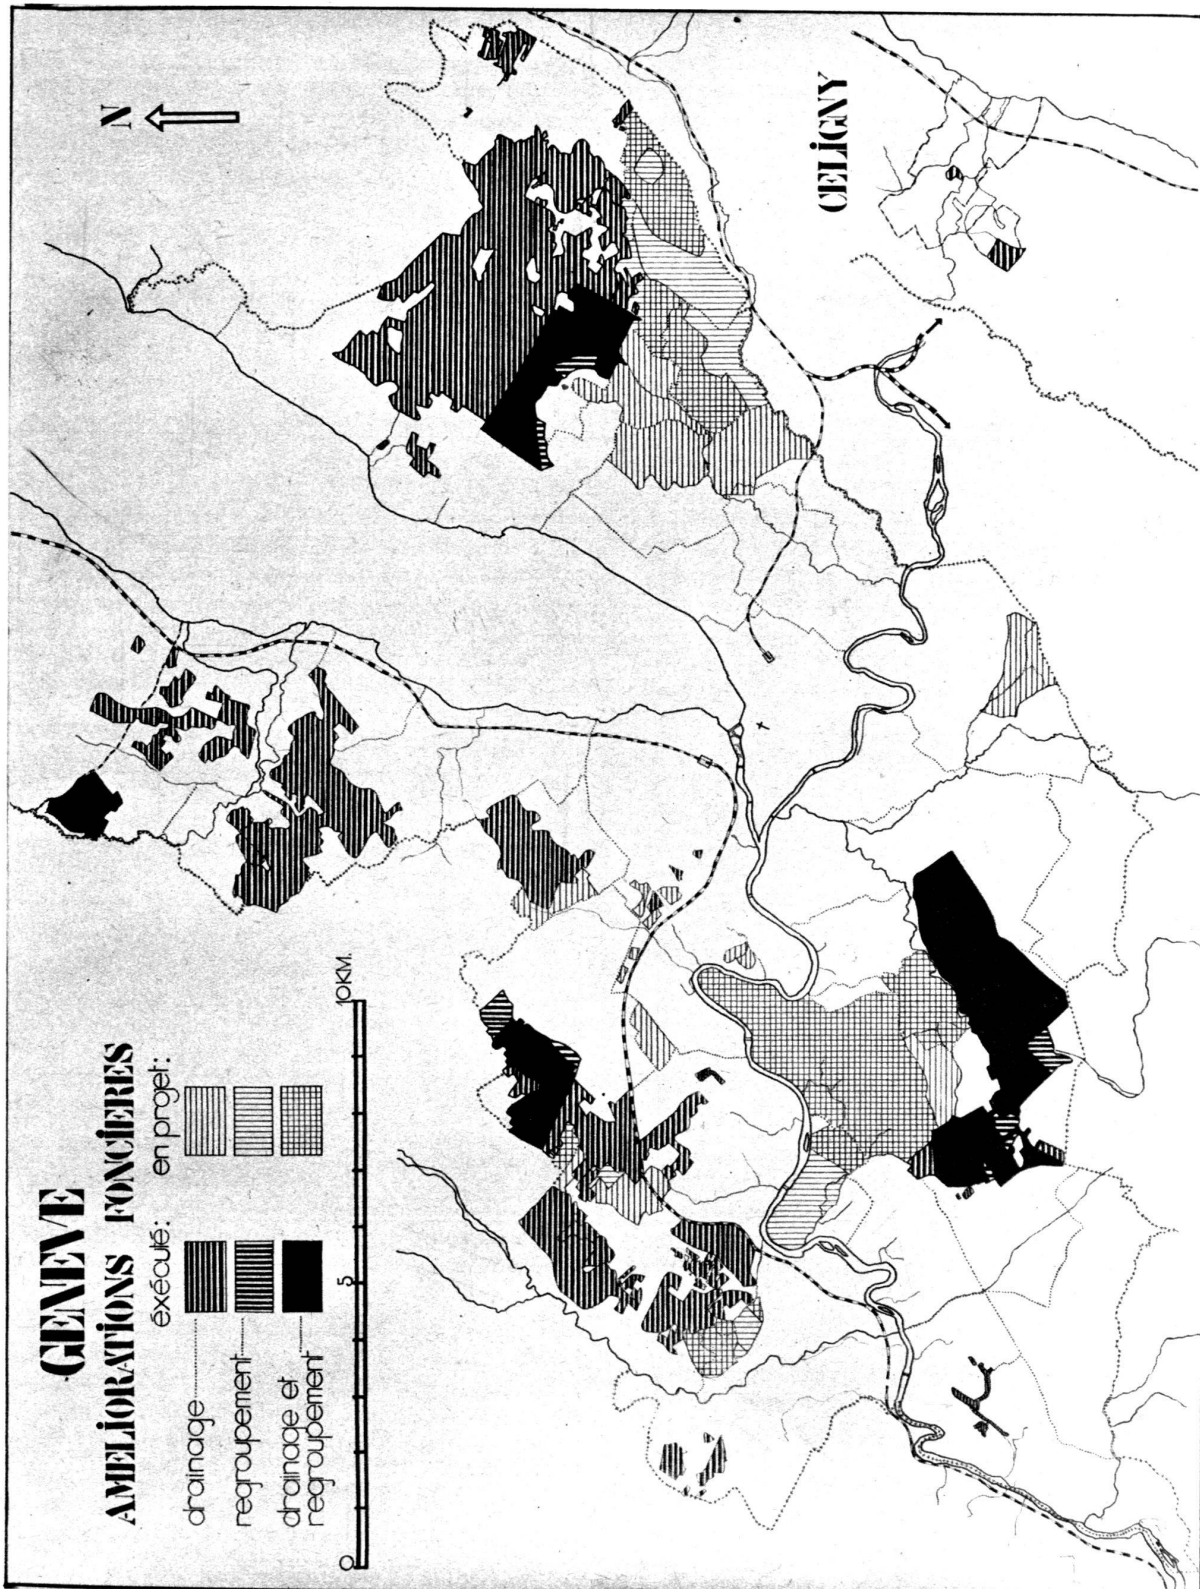 GENEVE
AMELIORATIONS FONCIERES
éxécuté: en projet:
drainage
regroupement
drainage et
regroupement
0 5 10KM.
N
CELIGNY